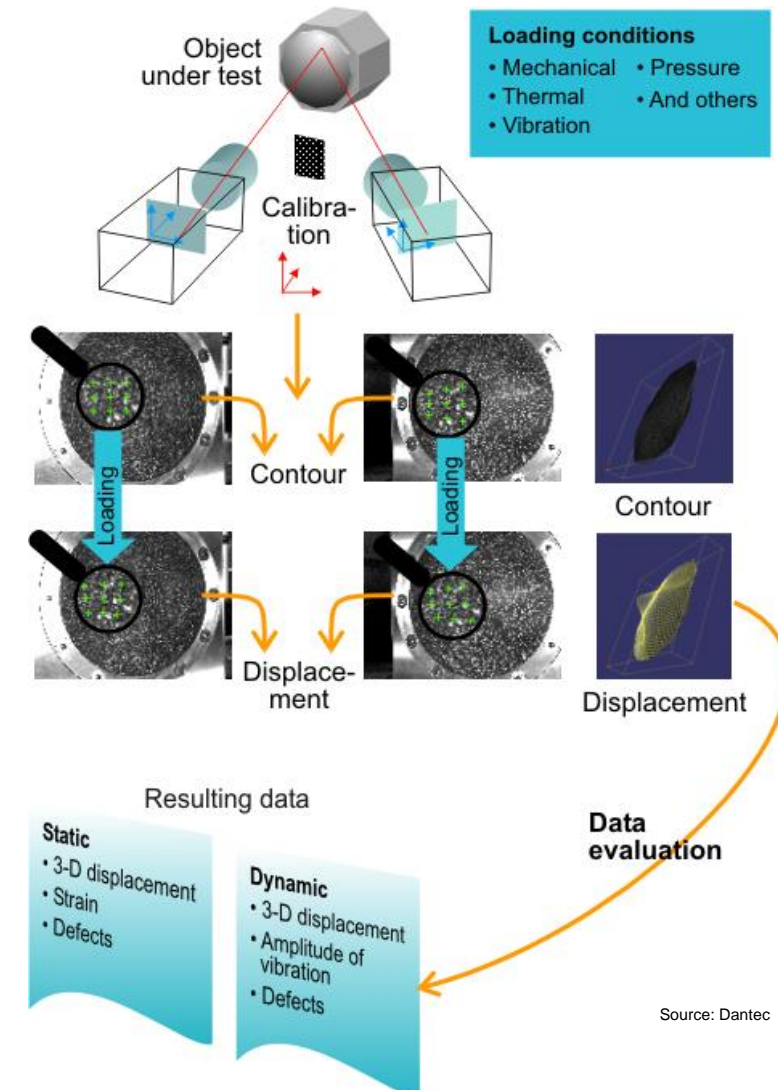 Object
under test
Loading conditions
• Mechanical
• Thermal
• Vibration
• Pressure
• And others
Calibra-
tion
Contour
Loading
Loading
Contour
Displace-
ment
Displacement
Resulting data
Static
• 3-D displacement
• Strain
• Defects
Dynamic
• 3-D displacement
• Amplitude of
vibration
• Defects
Data
evaluation
Source: Dantec